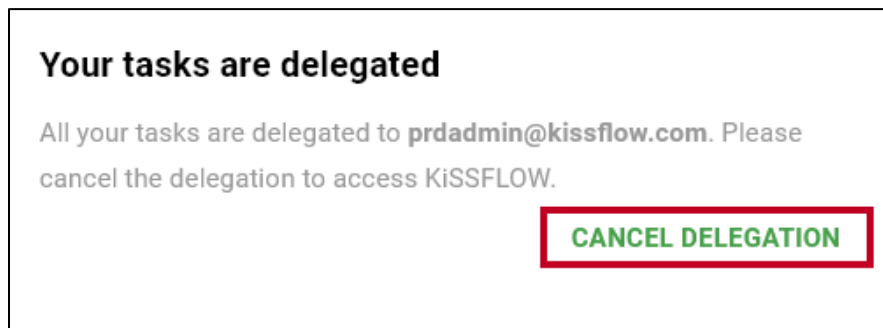 Your tasks are delegated
All your tasks are delegated to prdadmin@kissflow.com. Please
cancel the delegation to access KiSSFLOW.
CANCEL DELEGATION